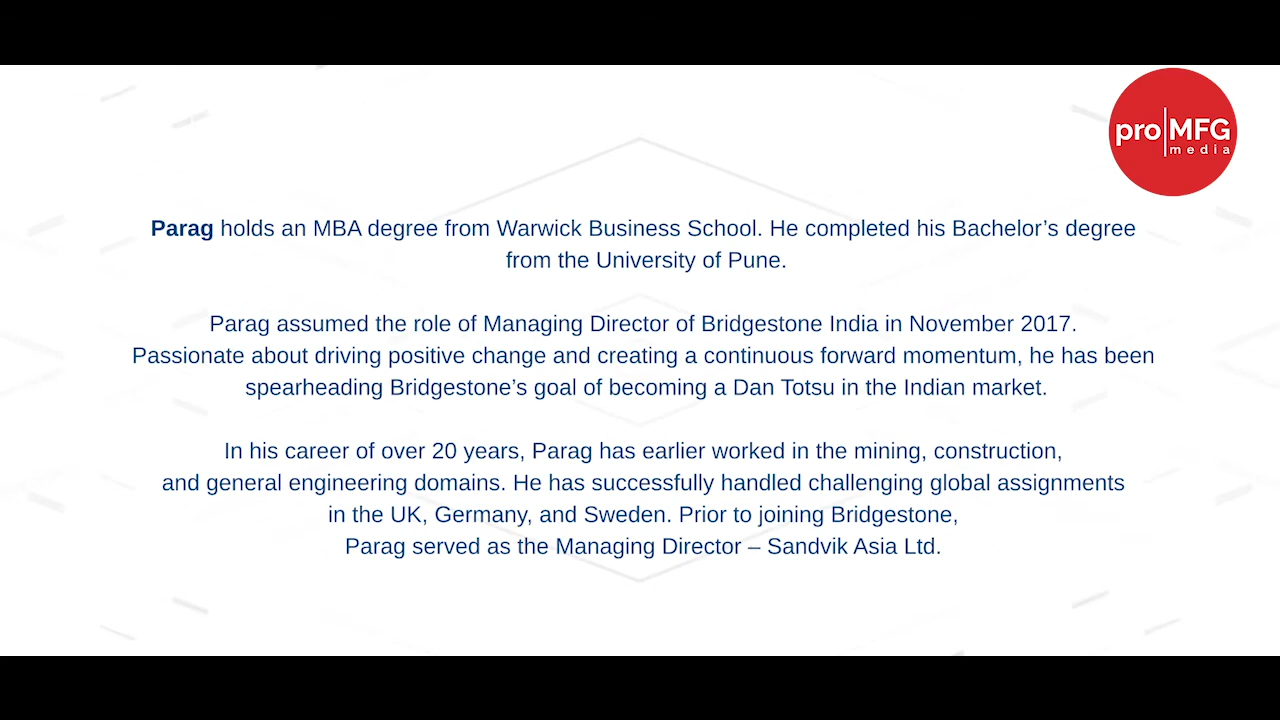 pro MFG
media
Parag holds an MBA degree from Warwick Business School. He completed his Bachelor’s degree
from the University of Pune.
Parag assumed the role of Managing Director of Bridgestone India in November 2017.
Passionate about driving positive change and creating a continuous forward momentum, he has been
spearheading Bridgestone’s goal of becoming a Dan Totsu in the Indian market.
In his career of over 20 years, Parag has earlier worked in the mining, construction,
and general engineering domains. He has successfully handled challenging global assignments
in the UK, Germany, and Sweden. Prior to joining Bridgestone,
Parag served as the Managing Director – Sandvik Asia Ltd.